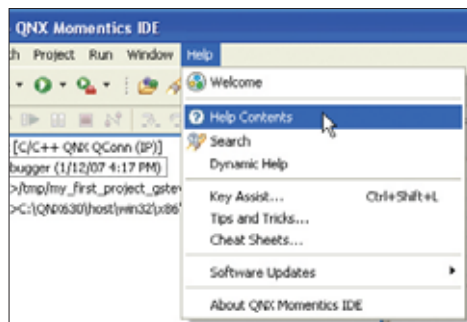 QNX Momentics IDE
ch Project Run Window Help
Welcome
Help Contents
[C/C++ QNX QConn (IP)]
Search
bugger (1/12/07 4:17 PM)
Dynamic Help
>/tmp/my_first_project_gstev
Key Assist... Ctrl+Shift+L
>C:\QNX630\host\win32\x86\
Tips and Tricks...
Cheat Sheets...
Software Updates
About QNX Momentics IDE